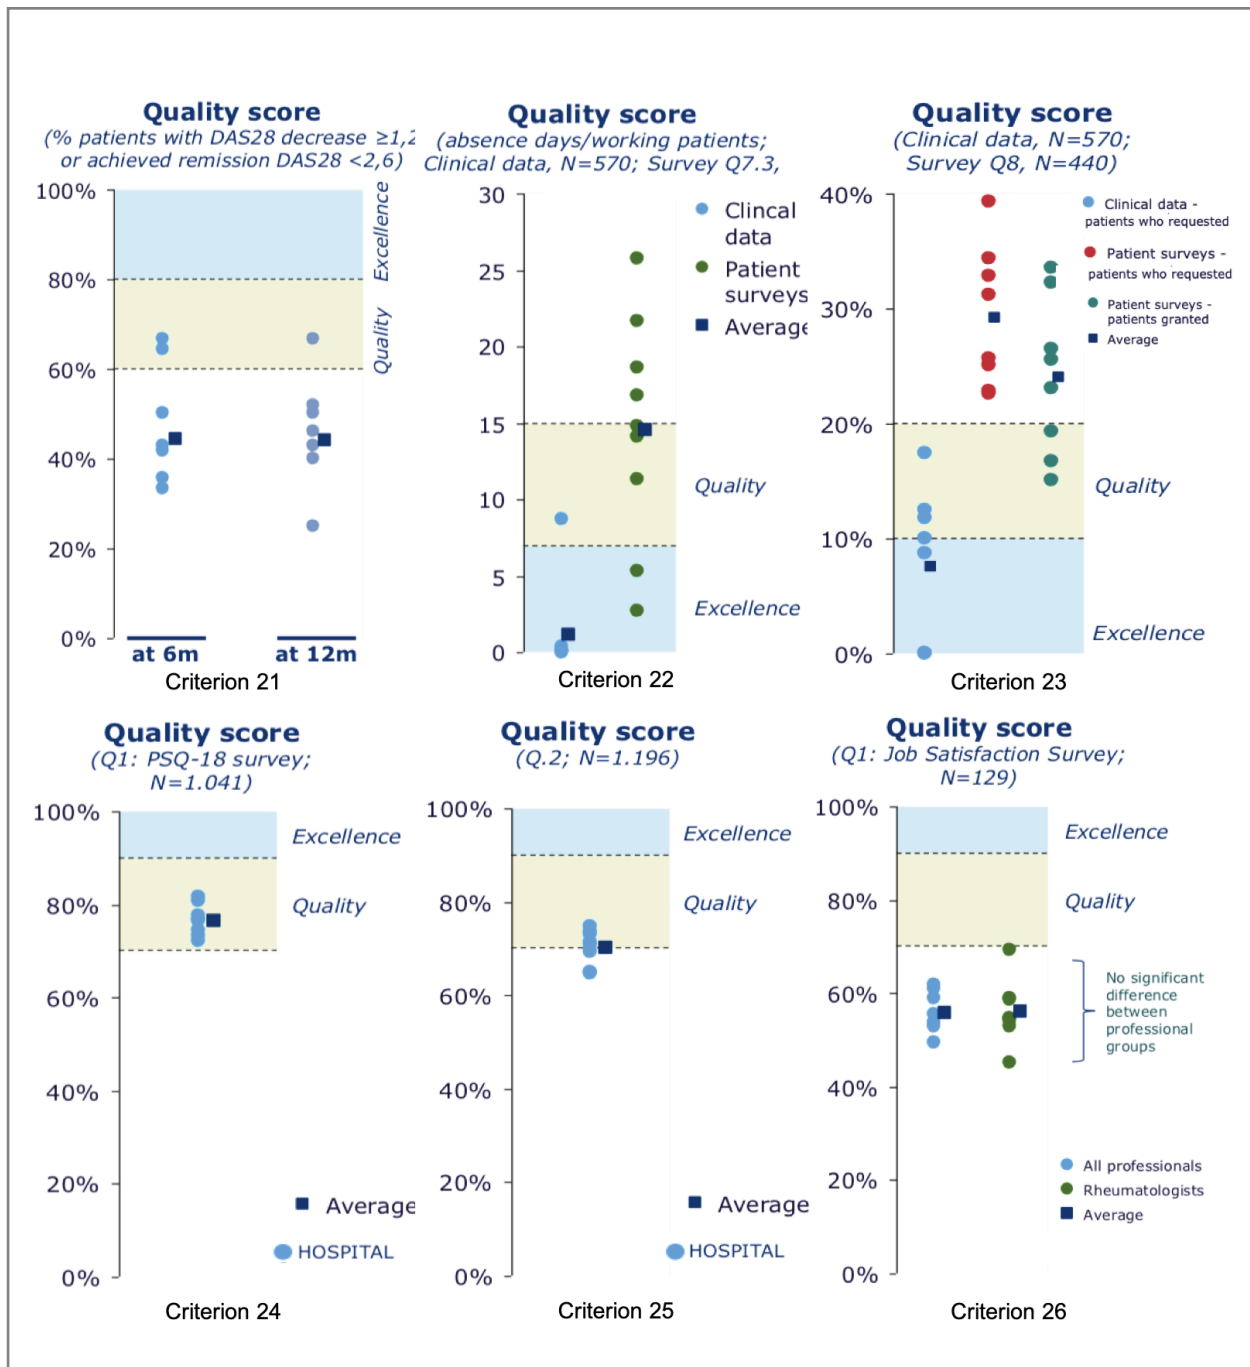 Quality score
(% patients with DAS28 decrease ≥1,2
or achieved remission DAS28 <2,6)
100%
80%
60%
40%
20%
0%
Excellence
Quality
at 6m
at 12m
Criterion 21
Quality score
(absence days/working patients;
Clinical data, N=570; Survey Q7.3,
30
25
20
15
10
5
0
Clincal
data
Patient
surveys
Average
Quality
Excellence
Criterion 22
Quality score
(Clinical data, N=570;
Survey Q8, N=440)
40%
30%
20%
10%
0%
Clinical data -
patients who requested
Patient surveys -
patients who requested
Patient surveys -
patients granted
Average
Quality
Excellence
Criterion 23
Quality score
(Q1: PSQ-18 survey;
N=1.041)
100%
80%
60%
40%
20%
0%
Excellence
Quality
Average
HOSPITAL
Criterion 24
Quality score
(Q.2; N=1.196)
100%
80%
60%
40%
20%
0%
Excellence
Quality
Average
HOSPITAL
Criterion 25
Quality score
(Q1: Job Satisfaction Survey;
N=129)
100%
80%
60%
40%
20%
0%
Excellence
Quality
No significant
difference
between
professional
groups
All professionals
Rheumatologists
Average
Criterion 26